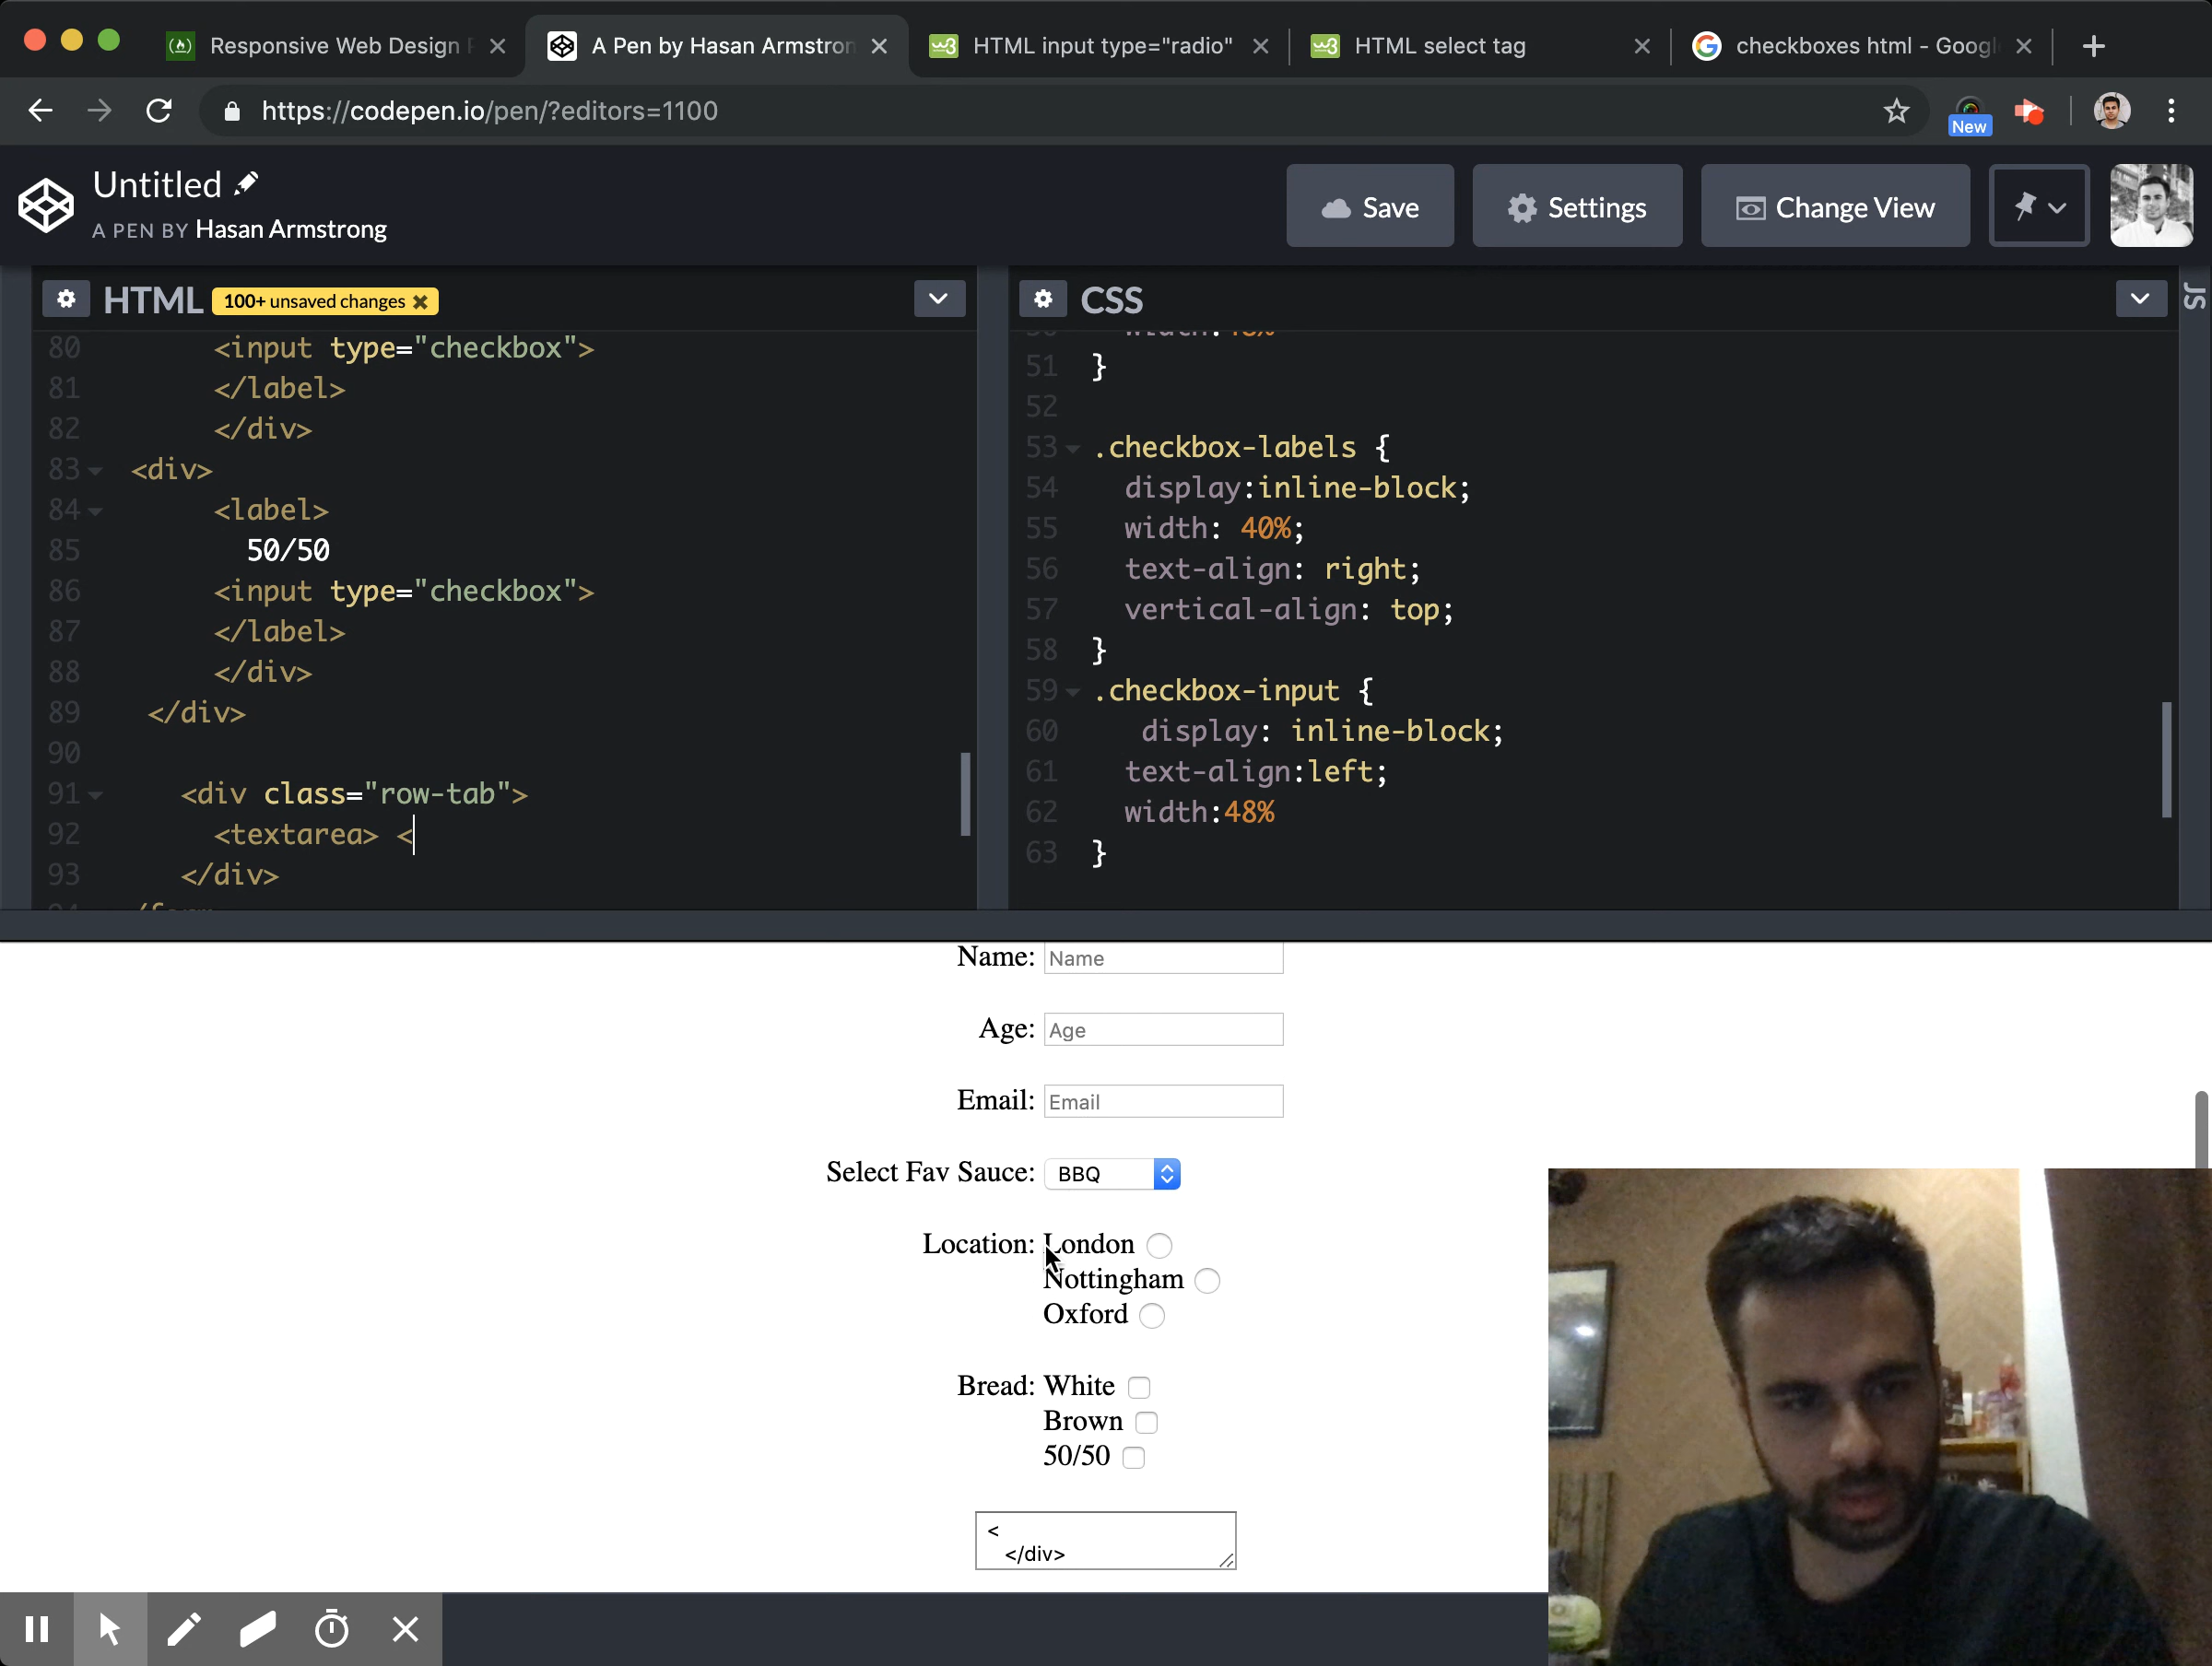 Responsive Web Design
A Pen by Hasan Armstron
HTML input type="radio"
HTML select tag
checkboxes html - Googl
https://codepen.io/pen/?editors=1100
New
Untitled
A PEN BY Hasan Armstrong
Save
Settings
Change View
HTML
100+ unsaved changes
80 <input type="checkbox">
81 </label>
82 </div>
83 <div>
84 <label>
85 50/50
86 <input type="checkbox">
87 </label>
88 </div>
89 </div>
90
91 <div class="row-tab">
92 <textarea> <
93 </div>
CSS
JS
51 }
52
53 .checkbox-labels {
54 display:inline-block;
55 width: 40%;
56 text-align: right;
57 vertical-align: top;
58 }
59 .checkbox-input {
60 display: inline-block;
61 text-align:left;
62 width:48%
63 }
Name: Name
Age: Age
Email: Email
Select Fav Sauce: BBQ
Location: London
Nottingham
Oxford
Bread: White
Brown
50/50
<
</div>